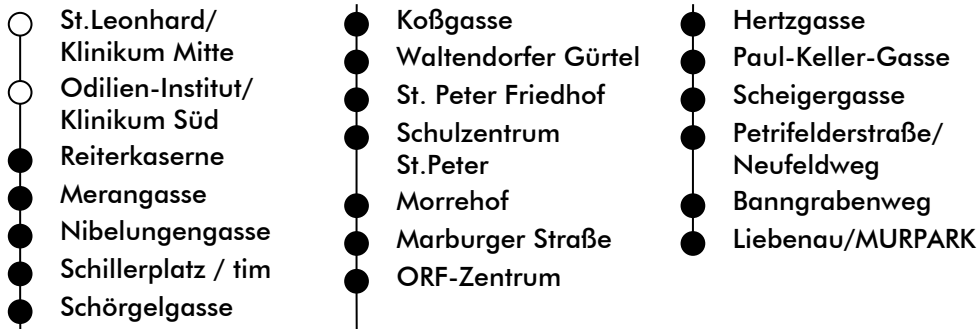 St.Leonhard/
Klinikum Mitte
Odilien-Institut/
Klinikum Süd
Reiterkaserne
Merangasse
Nibelungengasse
Schillerplatz / tim
Schörgelgasse
Koßgasse
Waltendorfer Gürtel
St. Peter Friedhof
Schulzentrum
St.Peter
Morrehof
Marburger Straße
ORF-Zentrum
Hertzgasse
Paul-Keller-Gasse
Scheigergasse
Petrifelderstraße/
Neufeldweg
Banngrabenweg
Liebenau/MURPARK